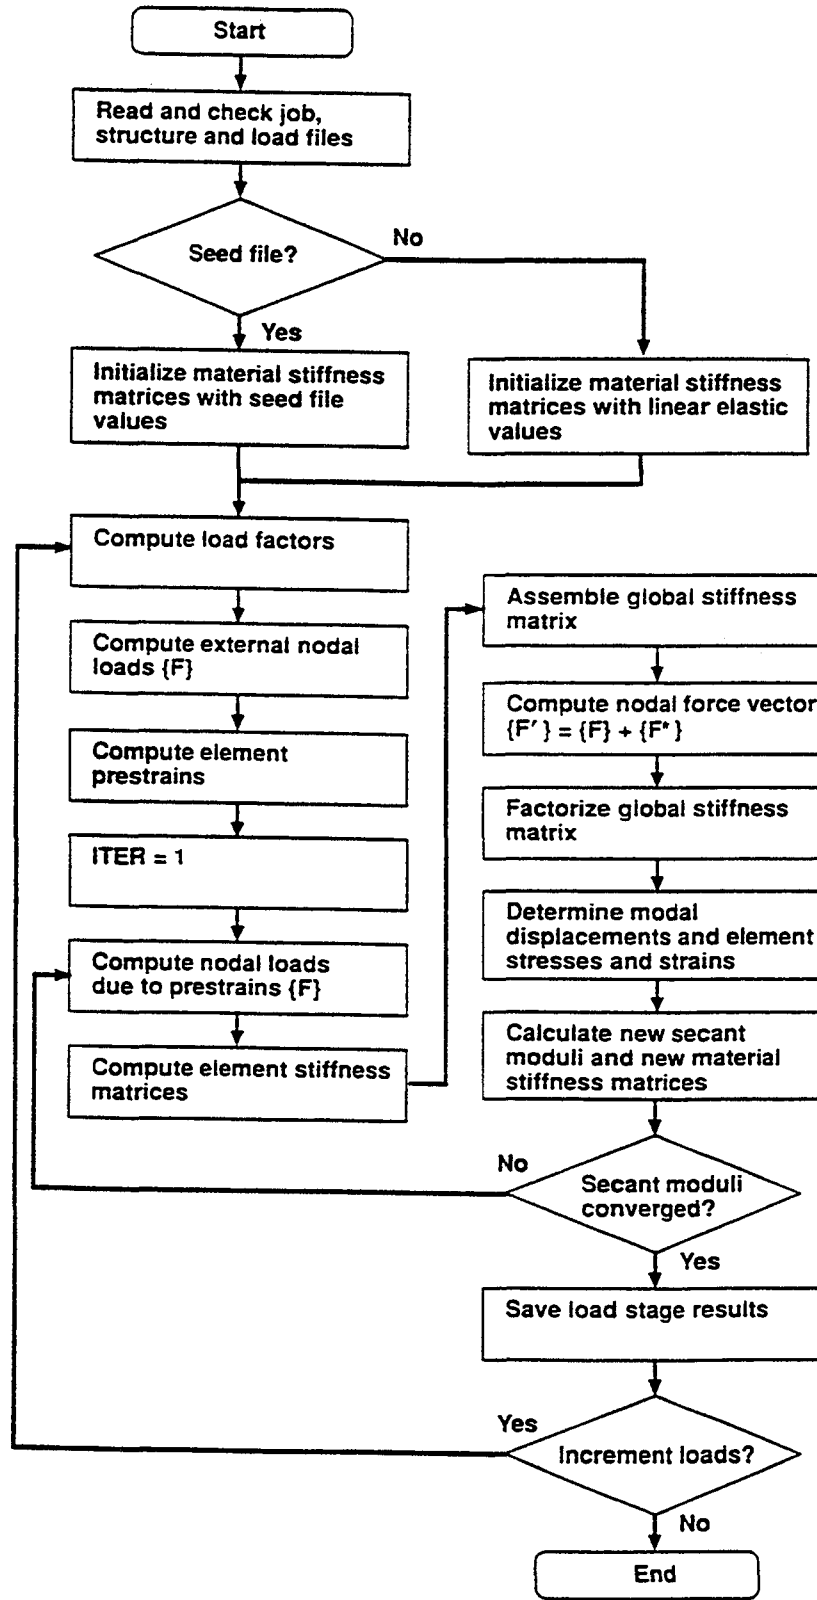 Start
Read and check job,
structure and load files
Seed file?
No
Yes
Initialize material stiffness
matrices with seed file
values
Initialize material stiffness
matrices with linear elastic
values
Compute load factors
Compute external nodal
loads {F}
Compute element
prestrains
ITER = 1
Compute nodal loads
due to prestrains {F}
Compute element stiffness
matrices
Assemble global stiffness
matrix
Compute nodal force vector
{F′ } = {F} + {F* }
Factorize global stiffness
matrix
Determine modal
displacements and element
stresses and strains
Calculate new secant
moduli and new material
stiffness matrices
No
Secant moduli
converged?
Yes
Save load stage results
Yes
Increment loads?
No
End